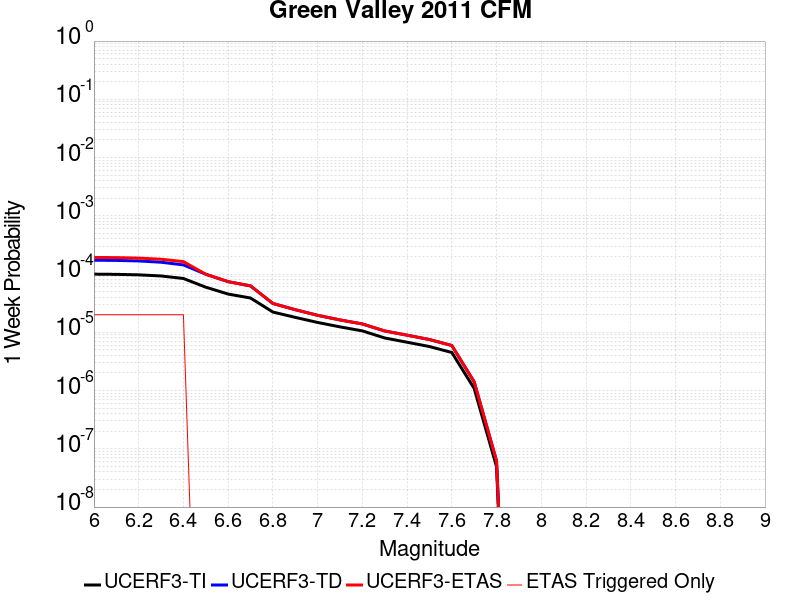 Green Valley 2011 CFM
10^0
10^-1
10^-2
10^-3
10^-4
10^-5
10^-6
10^-7
10^-8
1 Week Probability
6 6.2 6.4 6.6 6.8 7 7.2 7.4 7.6 7.8 8 8.2 8.4 8.6 8.8 9
Magnitude
UCERF3-TI UCERF3-TD UCERF3-ETAS ETAS Triggered Only